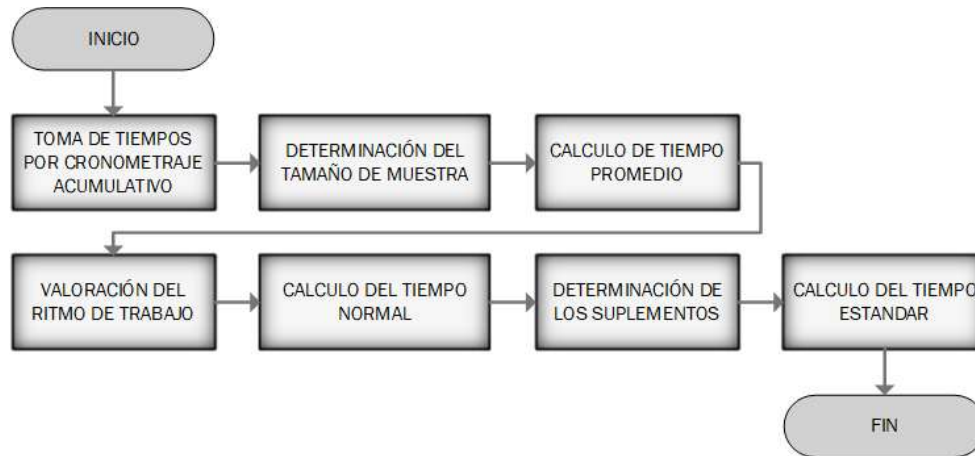 INICIO
TOMA DE TIEMPOS
POR CRONOMETRAJE
ACUMULATIVO
DETERMINACIÓN DEL
TAMAÑO DE MUESTRA
CALCULO DE TIEMPO
PROMEDIO
VALORACIÓN DEL
RITMO DE TRABAJO
CALCULO DEL TIEMPO
NORMAL
DETERMINACIÓN DE
LOS SUPLEMENTOS
CALCULO DEL TIEMPO
ESTANDAR
FIN